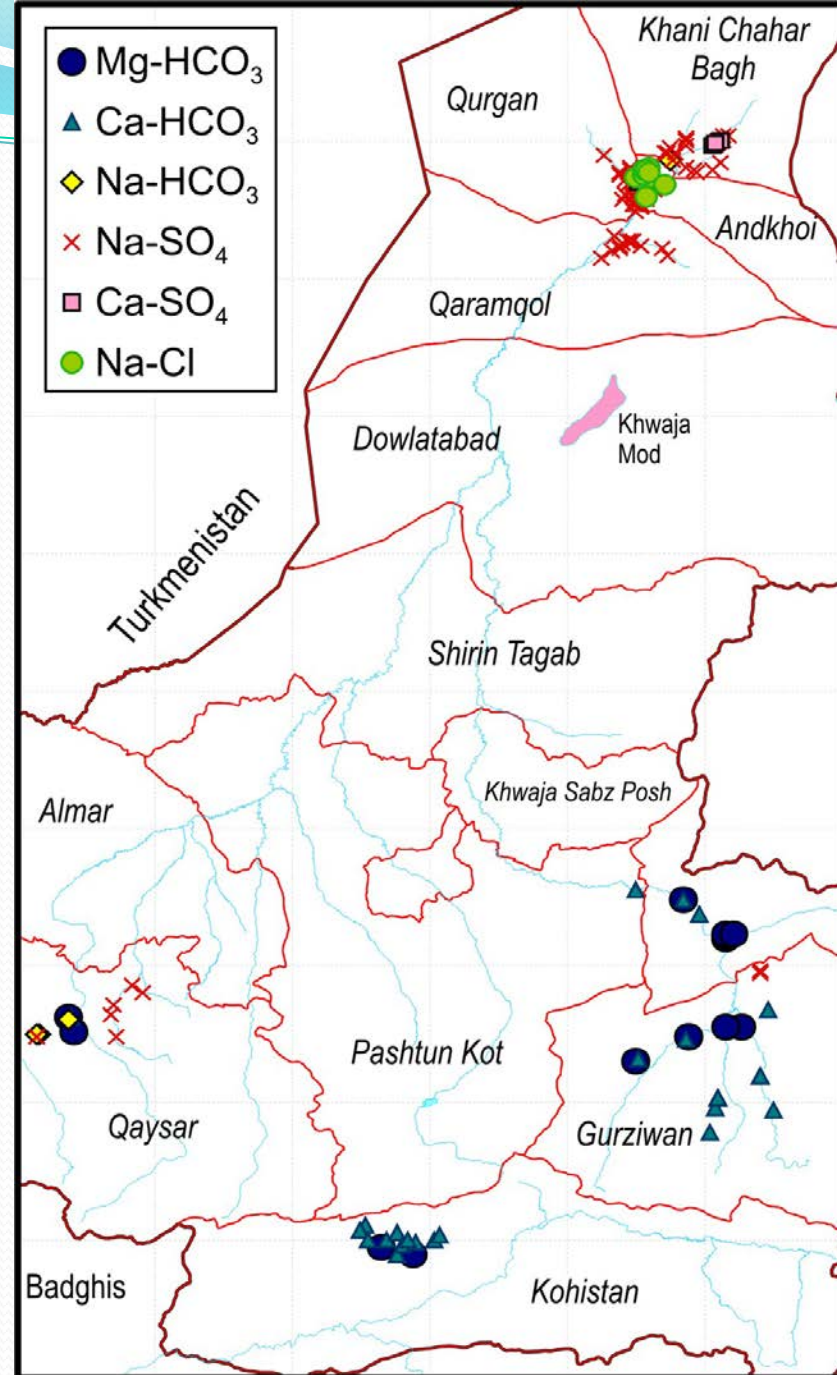 Mg-HCO₃
Ca-HCO₃
Na-HCO₃
Na-SO₄
Ca-SO₄
Na-Cl
Khani Chahar
Bagh
Qurgan
Andkhoi
Qaramqol
Dowlatabad
Khwaja
Mod
Turkmenistan
Shirin Tagab
Khwaja Sabz Posh
Almar
Pashtun Kot
Qaysar
Gurziwan
Badghis
Kohistan